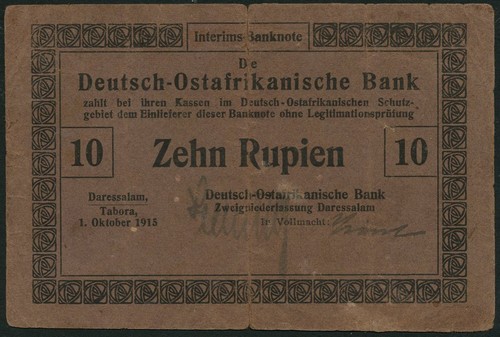 Interims-Banknote
De
Deutsch-Ostafrikanische Bank
zahlt bei ihren Kassen im Deutsch-Ostafrikanischen Schutz-
gebiet dem Einlieferer dieser Banknote ohne Legitimationsprüfung
10 Zehn Rupien 10
Daressalam,
Tabora,
1. Oktober 1915
Deutsch-Ostafrikanische Bank
Zweigniederlassung Daressalam
Ir Vollmacht: